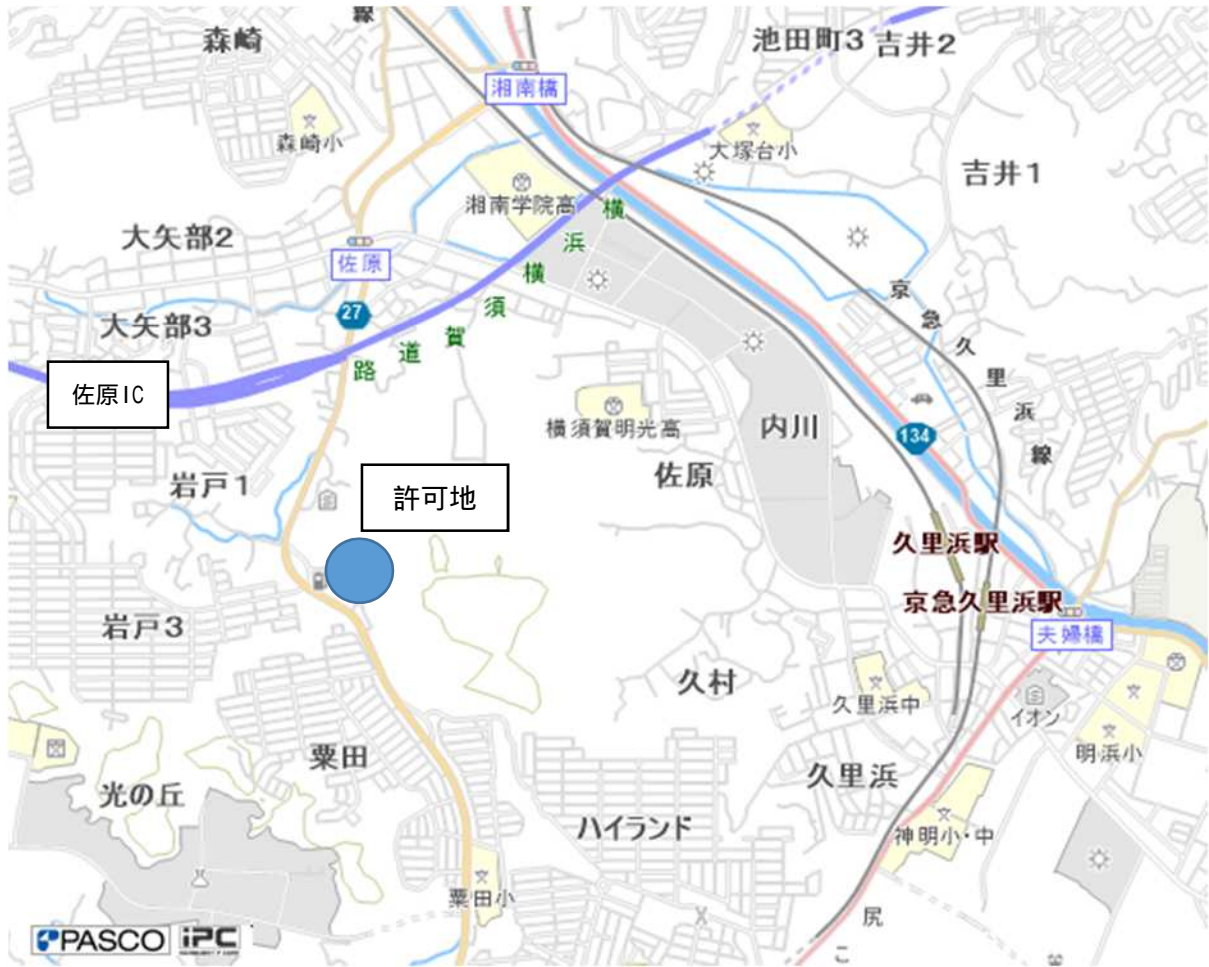 線
森崎
池田町3
吉井2
湘南橋
森崎小
大塚台小
吉井1
湘南学院高
大矢部2
佐原
横浜横須賀道路
27
大矢部3
京急久里浜線
佐原IC
横須賀明光高
内川
134
佐原
岩戸1
許可地
久里浜駅
京急久里浜駅
夫婦橋
岩戸3
久村
久里浜中
イオン
明浜小
粟田
光の丘
久里浜
ハイランド
神明小・中
粟田小
尻
こ
PASCO
iPC